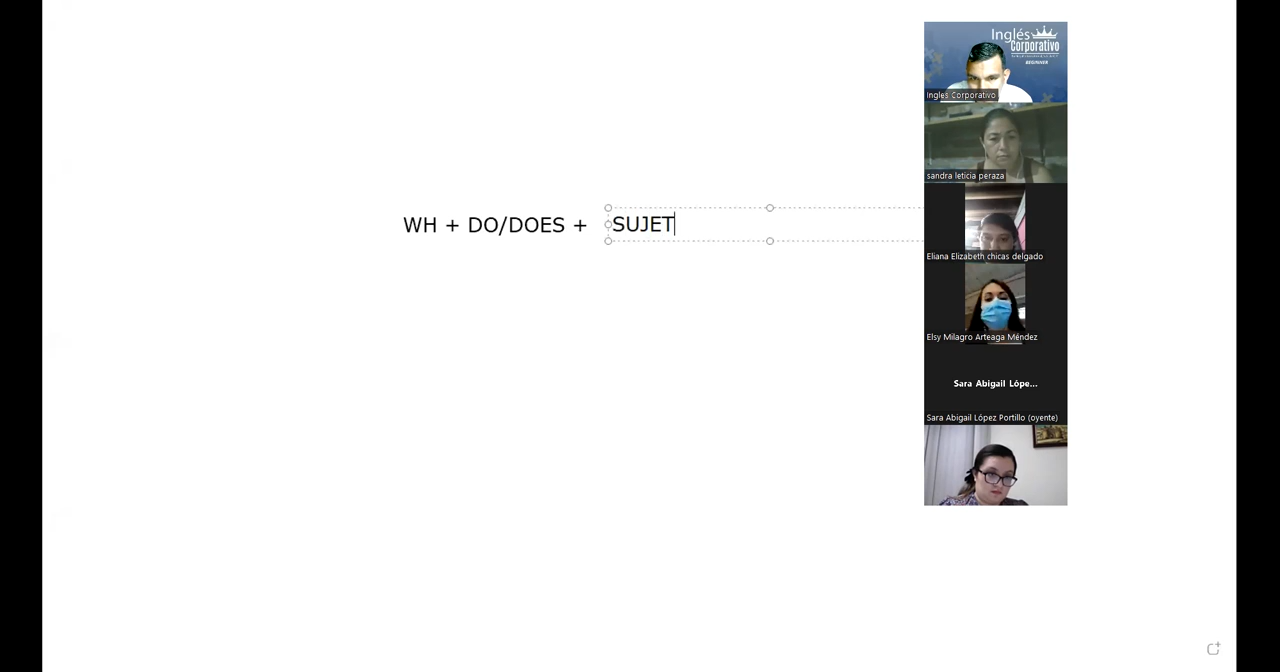 WH + DO/DOES + SUJET
Inglés
Corporativo
BEGINNER
Ingles Corporativo
sandra leticia peraza
Eliana Elizabeth chicas delgado
Elsy Milagro Arteaga Méndez
Sara Abigail Lópe...
Sara Abigail López Portillo (oyente)